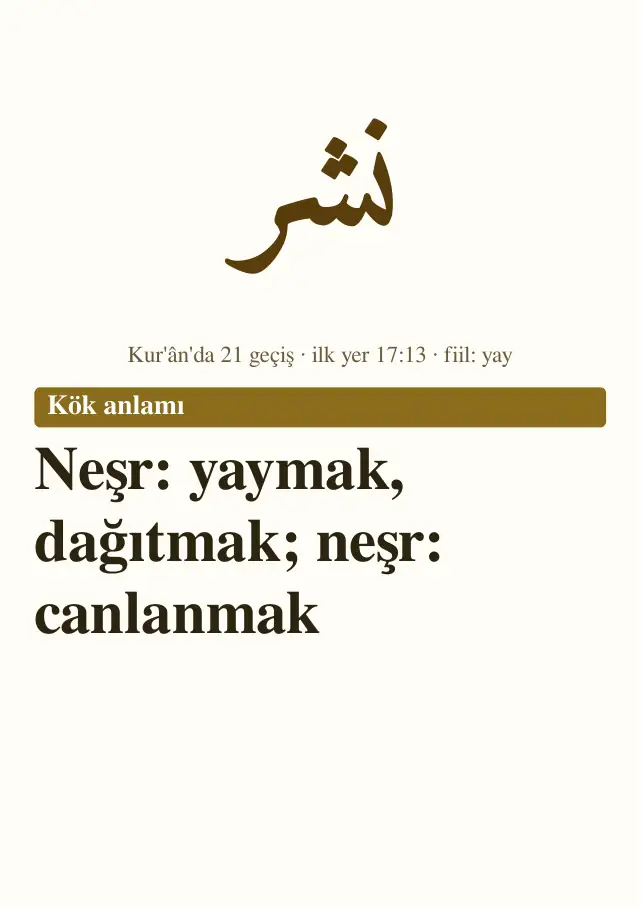 نشر
Kur'ân'da 21 geçiş · ilk yer 17:13 · fiil: yay
Kök anlamı
Neşr: yaymak,
dağıtmak; neşr:
canlanmak